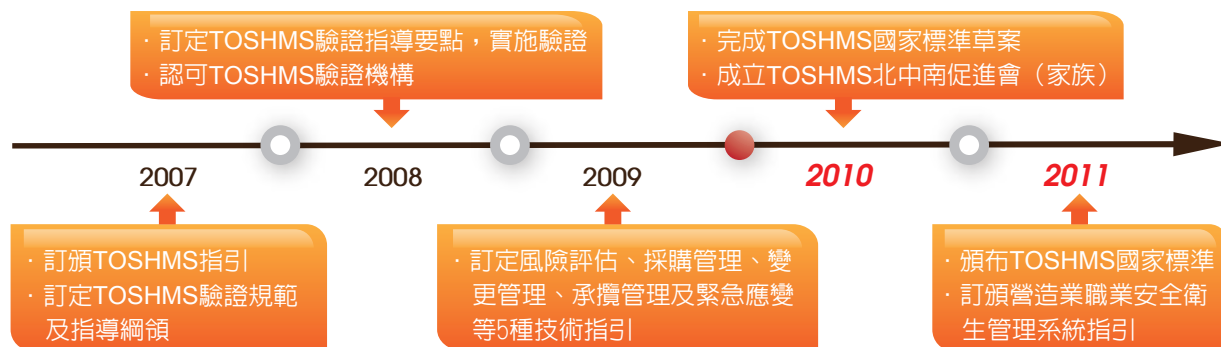 · 訂定TOSHMS驗證指導要點，實施驗證
· 認可TOSHMS驗證機構
· 完成TOSHMS國家標準草案
· 成立TOSHMS北中南促進會（家族）
2007
2008
2009
2010
2011
· 訂頒TOSHMS指引
· 訂定TOSHMS驗證規範
及指導綱領
· 訂定風險評估、採購管理、變
更管理、承攬管理及緊急應變
等5種技術指引
· 頒布TOSHMS國家標準
· 訂頒營造業職業安全衛
生管理系統指引